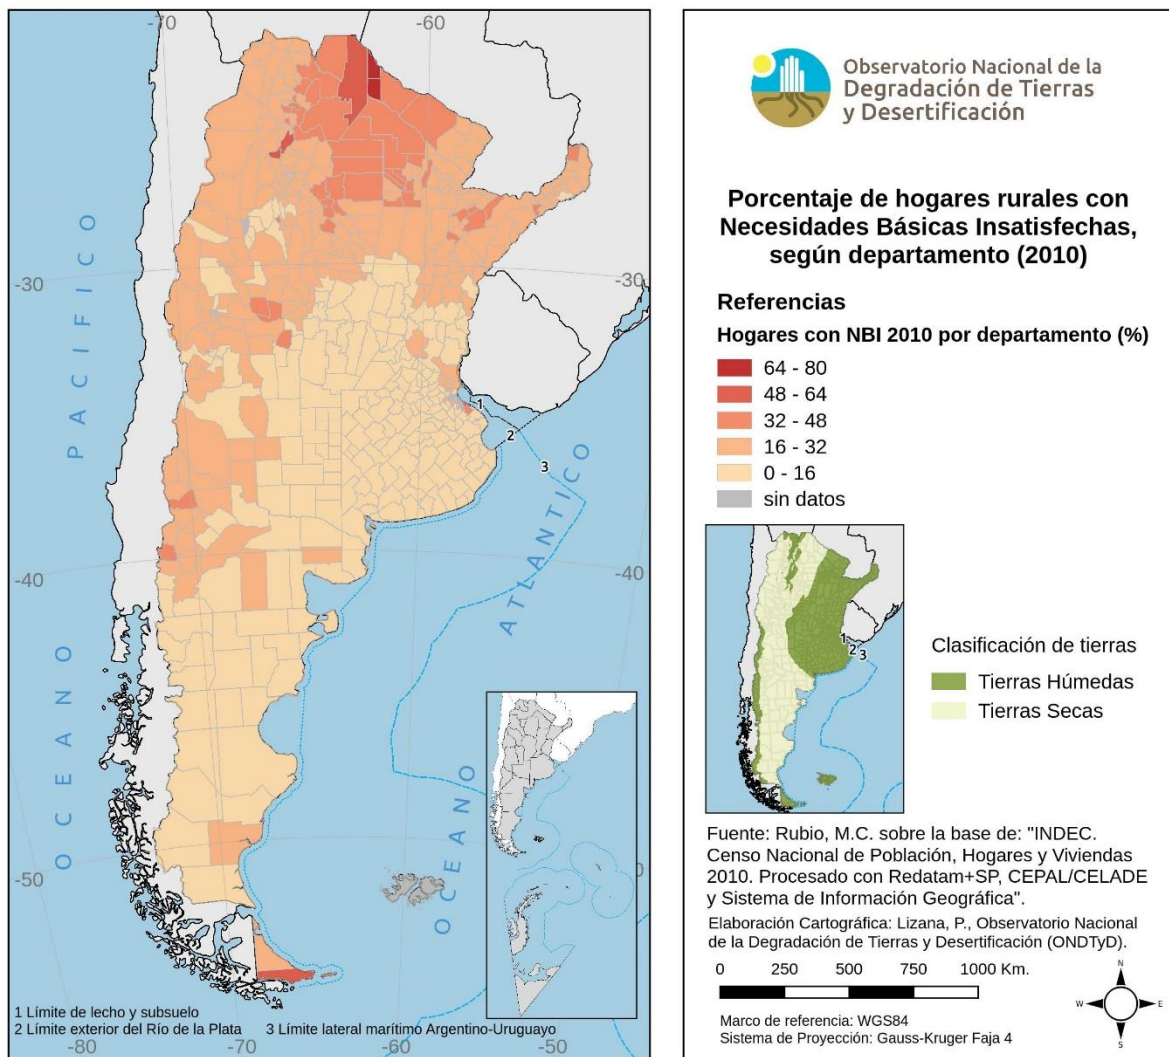 -70
-60
-30
-30
-40
-40
-50
0
-80
-70
-60
-50
OCEANO PACIFICO
OCEANO ATLANTICO
1
2
3
1 Límite de lecho y subsuelo
2 Límite exterior del Río de la Plata
3 Límite lateral marítimo Argentino-Uruguayo
Observatorio Nacional de la
Degradación de Tierras
y Desertificación
Porcentaje de hogares rurales con
Necesidades Básicas Insatisfechas,
según departamento (2010)
Referencias
Hogares con NBI 2010 por departamento (%)
64 - 80
48 - 64
32 - 48
16 - 32
0 - 16
sin datos
1
2
3
Clasificación de tierras
Tierras Húmedas
Tierras Secas
Fuente: Rubio, M.C. sobre la base de: "INDEC.
Censo Nacional de Población, Hogares y Viviendas
2010. Procesado con Redatam+SP, CEPAL/CELADE
y Sistema de Información Geográfica".
Elaboración Cartográfica: Lizana, P., Observatorio Nacional
de la Degradación de Tierras y Desertificación (ONDTyD).
0 250 500 750 1000 Km.
Marco de referencia: WGS84
Sistema de Proyección: Gauss-Kruger Faja 4
N
W
E
S